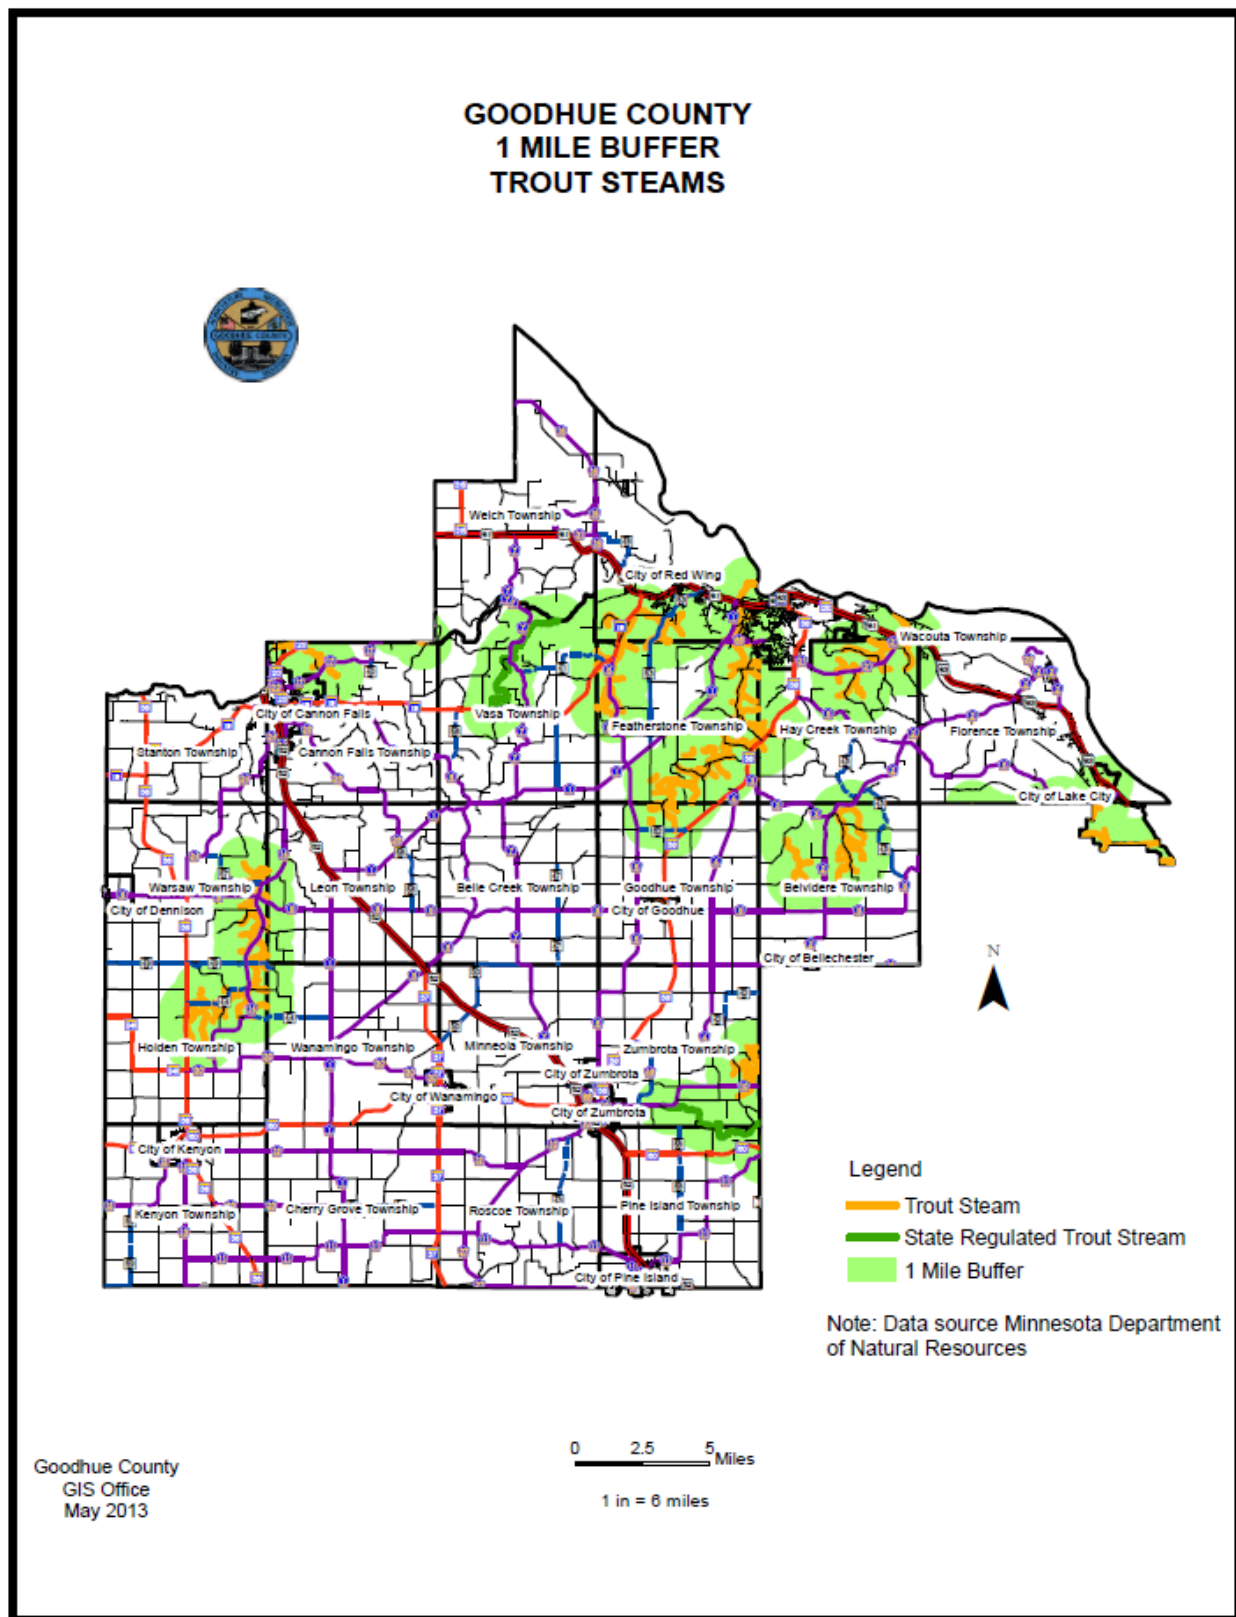 GOODHUE COUNTY
1 MILE BUFFER
TROUT STEAMS
GOODHUE COUNTY
Welch Township
City of Red Wing
Wacouta Township
City of Cannon Falls
Vasa Township
Featherstone Township
Hay Creek Township
Florence Township
Stanton Township
Cannon Falls Township
City of Lake City
Warsaw Township
Leon Township
Belle Creek Township
Goodhue Township
Belvidere Township
City of Dennison
City of Goodhue
City of Bellechester
N
Holden Township
Wanamingo Township
Minneola Township
Zumbrota Township
City of Zumbrota
City of Wanamingo
City of Zumbrota
City of Kenyon
Kenyon Township
Cherry Grove Township
Roscoe Township
Pine Island Township
City of Pine Island
Legend
Trout Steam
State Regulated Trout Stream
1 Mile Buffer
Note: Data source Minnesota Department
of Natural Resources
0 2.5 5 Miles
1 in = 6 miles
Goodhue County
GIS Office
May 2013